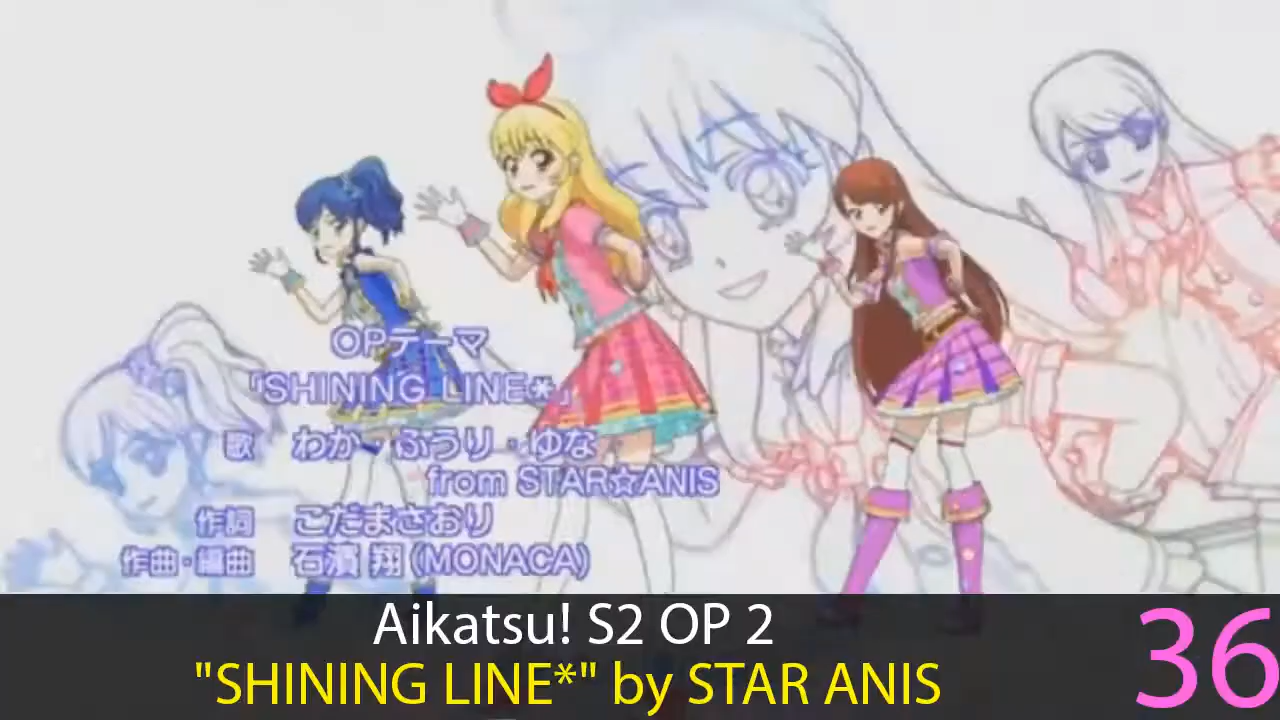 OPテーマ
「SHINING LINE*」
歌 わか・ふうり・ゆな
from STAR☆ANIS
作詞 こだまさおり
作曲・編曲 石濱 翔(MONACA)
Aikatsu! S2 OP 2
"SHINING LINE*" by STAR ANIS
36